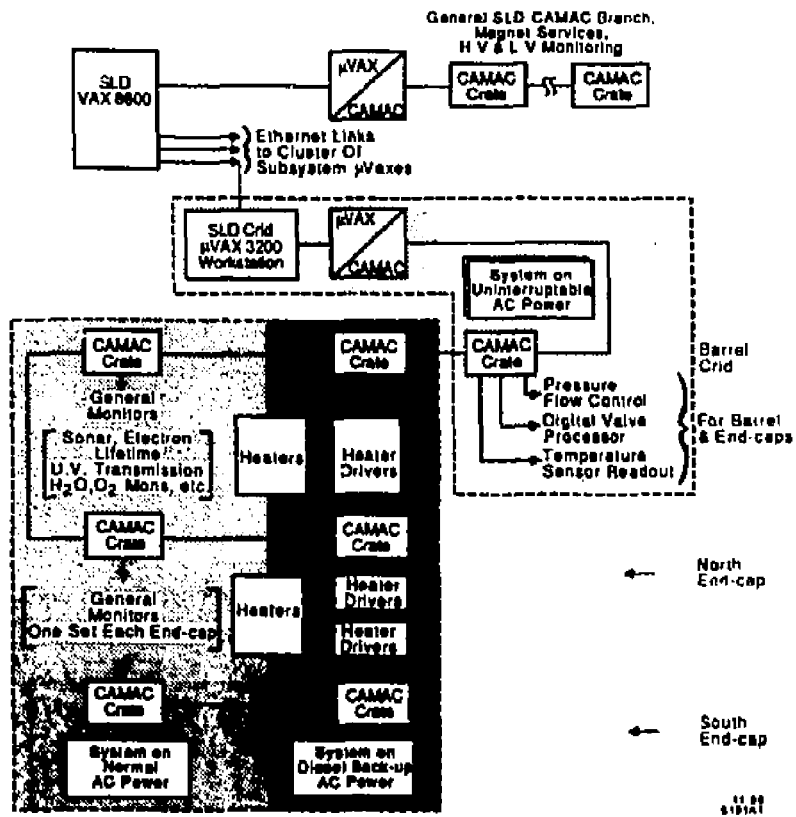 General SLD CAMAC Branch,
Magnet Services,
H V & L V Monitoring
SLD
VAX 8600
µVAX
CAMAC
CAMAC
Crate
CAMAC
Crate
Ethernet Links
to Cluster Of
Subsystem µVaxes
SLD Crid
µVAX 3200
Workstation
µVAX
CAMAC
System on
Uninterruptable
AC Power
CAMAC
Crate
CAMAC
Crate
CAMAC
Crate
Barrel
Crid
General
Monitors
Pressure
Flow Control
Digital Valve
Processor
Temperature
Sensor Readout
For Barrel
& End-caps
Sonar, Electron
Lifetime
U.V. Transmission
H₂O,O₂ Mons, etc.
Heaters
Heater
Drivers
CAMAC
Crate
CAMAC
Crate
North
End-cap
General
Monitors
One Set Each End-cap
Heaters
Heater
Drivers
Heater
Drivers
CAMAC
Crate
CAMAC
Crate
South
End-cap
System on
Normal
AC Power
System on
Diesel Back-up
AC Power